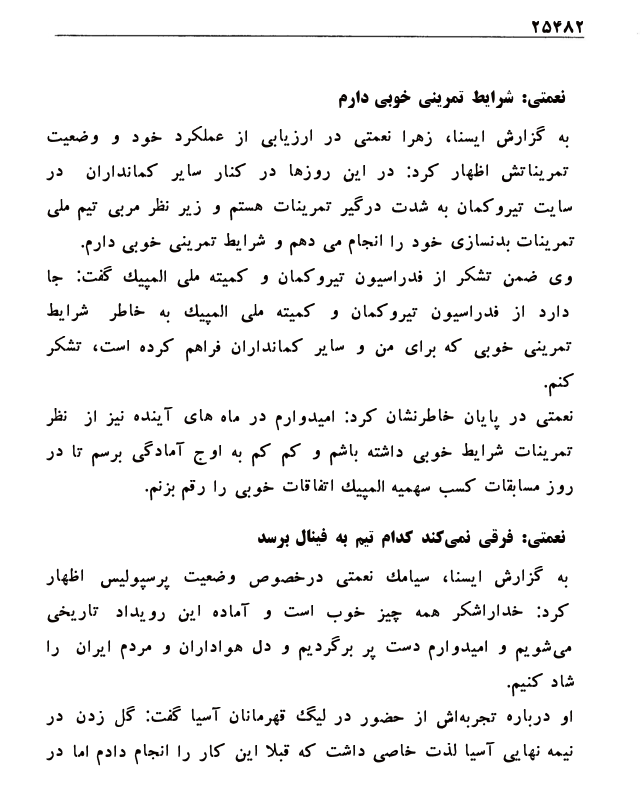 ۲۵۴۸۲
نعمتی: شرایط تمرینی خوبی دارم
به گزارش ایسنا، زهرا نعمتی در ارزیابی از عملکرد خود و وضعیت
تمریناتش اظهار کرد: در این روزها در کنار سایر کمانداران در
سایت تیروکمان به شدت درگیر تمرینات هستم و زیر نظر مربی تیم ملی
تمرینات بدنسازی خود را انجام می دهم و شرایط تمرینی خوبی دارم.
وی ضمن تشکر از فدراسیون تیروکمان و کمیته ملی المپیك گفت: جا
دارد از فدراسیون تیروکمان و کمیته ملی المپیك به خاطر شرایط
تمرینی خوبی که برای من و سایر کمانداران فراهم کرده است، تشکر
کنم.
نعمتی در پایان خاطرنشان کرد: امیدوارم در ماه های آینده نیز از نظر
تمرینات شرایط خوبی داشته باشم و کم کم به اوج آمادگی برسم تا در
روز مسابقات کسب سهمیه المپیك اتفاقات خوبی را رقم بزنم.
نعمتی: فرقی نمی‌کند کدام تیم به فینال برسد
به گزارش ایسنا، سیامك نعمتی درخصوص وضعیت پرسپولیس اظهار
کرد: خداراشکر همه چیز خوب است و آماده این رویداد تاریخی
می‌شویم و امیدوارم دست پر برگردیم و دل هواداران و مردم ایران را
شاد کنیم.
او درباره تجربه‌اش از حضور در لیگ قهرمانان آسیا گفت: گل زدن در
نیمه نهایی آسیا لذت خاصی داشت که قبلا این کار را انجام دادم اما در